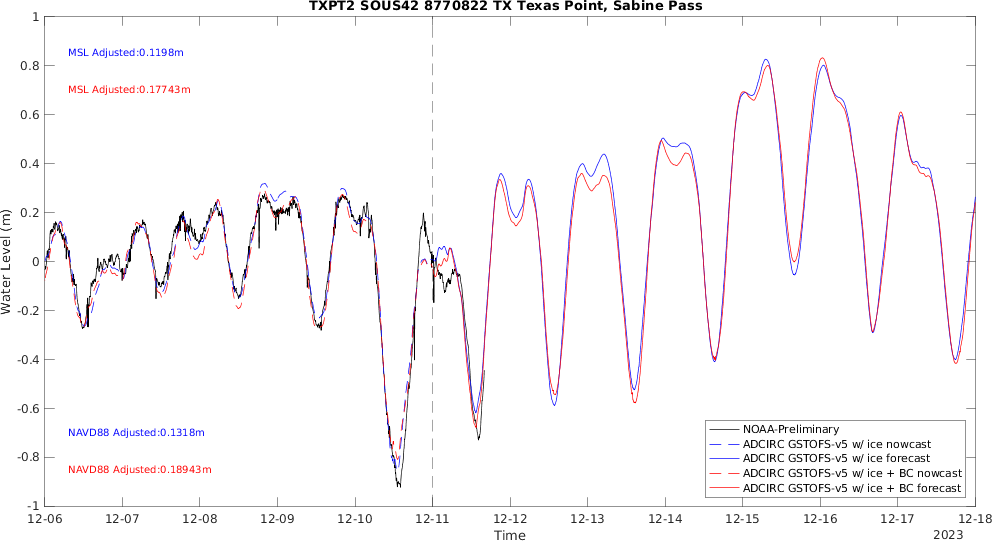 TXPT2 SOUS42 8770822 TX Texas Point, Sabine Pass
1
0.8
0.6
0.4
0.2
0
-0.2
-0.4
-0.6
-0.8
-1
Water Level (m)
MSL Adjusted:0.1198m
MSL Adjusted:0.17743m
NAVD88 Adjusted:0.1318m
NAVD88 Adjusted:0.18943m
NOAA-Preliminary
ADCIRC GSTOFS-v5 w/ ice nowcast
ADCIRC GSTOFS-v5 w/ ice forecast
ADCIRC GSTOFS-v5 w/ ice + BC nowcast
ADCIRC GSTOFS-v5 w/ ice + BC forecast
12-06 12-07 12-08 12-09 12-10 12-11 12-12 12-13 12-14 12-15 12-16 12-17 12-18
Time
2023